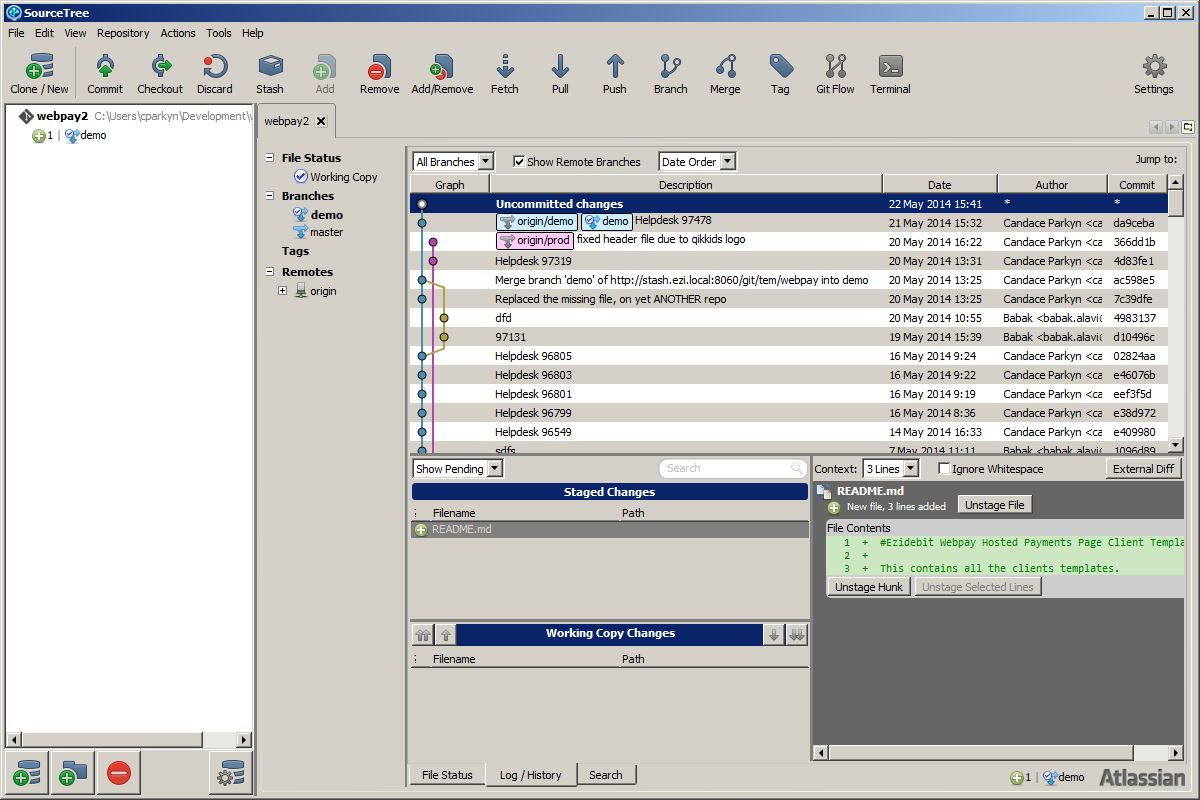 SourceTree
File Edit View Repository Actions Tools Help
Clone / New Commit Checkout Discard Stash Add Remove Add/Remove Fetch Pull Push Branch Merge Tag Git Flow Terminal Settings
webpay2 C:\Users\cparkyn\Development\
1 | demo
webpay2
File Status
Working Copy
Branches
demo
master
Tags
Remotes
origin
All Branches Show Remote Branches Date Order Jump to:
Graph Description Date Author Commit
Uncommitted changes 22 May 2014 15:41 * *
origin/demo demo Helpdesk 97478 21 May 2014 15:32 Candace Parkyn <ca da9ceba
origin/prod fixed header file due to qikkids logo 20 May 2014 16:22 Candace Parkyn <ca 366dd1b
Helpdesk 97319 20 May 2014 13:31 Candace Parkyn <ca 4d83fe1
Merge branch 'demo' of http://stash.ezi.local:8060/git/tem/webpay into demo 20 May 2014 13:25 Candace Parkyn <ca ac598e5
Replaced the missing file, on yet ANOTHER repo 20 May 2014 13:25 Candace Parkyn <ca 7c39dfe
dfd 20 May 2014 10:55 Babak <babak.alavi 4983137
97131 19 May 2014 15:39 Babak <babak.alavi d10496c
Helpdesk 96805 16 May 2014 9:24 Candace Parkyn <ca 02824aa
Helpdesk 96803 16 May 2014 9:22 Candace Parkyn <ca e46076b
Helpdesk 96801 16 May 2014 9:19 Candace Parkyn <ca eef3f5d
Helpdesk 96799 16 May 2014 8:36 Candace Parkyn <ca e38d972
Helpdesk 96549 14 May 2014 16:33 Candace Parkyn <ca e409980
sdfs 7 May 2014 11:11 Babak <babak.alavi 1096d89
Show Pending Search
Staged Changes
Filename Path
README.md
Working Copy Changes
Filename Path
Context: 3 Lines Ignore Whitespace External Diff
README.md
New file, 3 lines added Unstage File
File Contents
1 + #Ezidebit Webpay Hosted Payments Page Client Templa
2 +
3 + This contains all the clients templates.
Unstage Hunk Unstage Selected Lines
File Status Log / History Search
1 | demo Atlassian